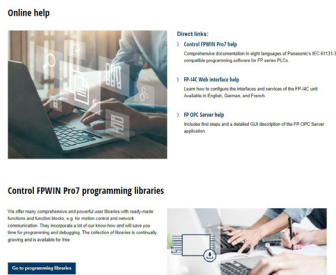 Online help
Direct links:
Control FPWIN Pro7 help
Comprehensive documentation in eight languages of Panasonic's IEC 61131-3
compatible programming software for FP series PLCs.
FP-I4C Web interface help
Learn how to configure the interfaces and services of the FP-I4C unit
Available in English, German, and French.
FP OPC Server help
Includes first steps and a detailed GUI description of the FP OPC Server
application.
Control FPWIN Pro7 programming libraries
We offer many comprehensive and powerful user libraries with ready-made
functions and function blocks, e.g. for motion control and network
communication. They incorporate a lot of our know-how and will save you
time for programming and debugging. The collection of libraries is continually
growing and is available for free.
Go to programming libraries